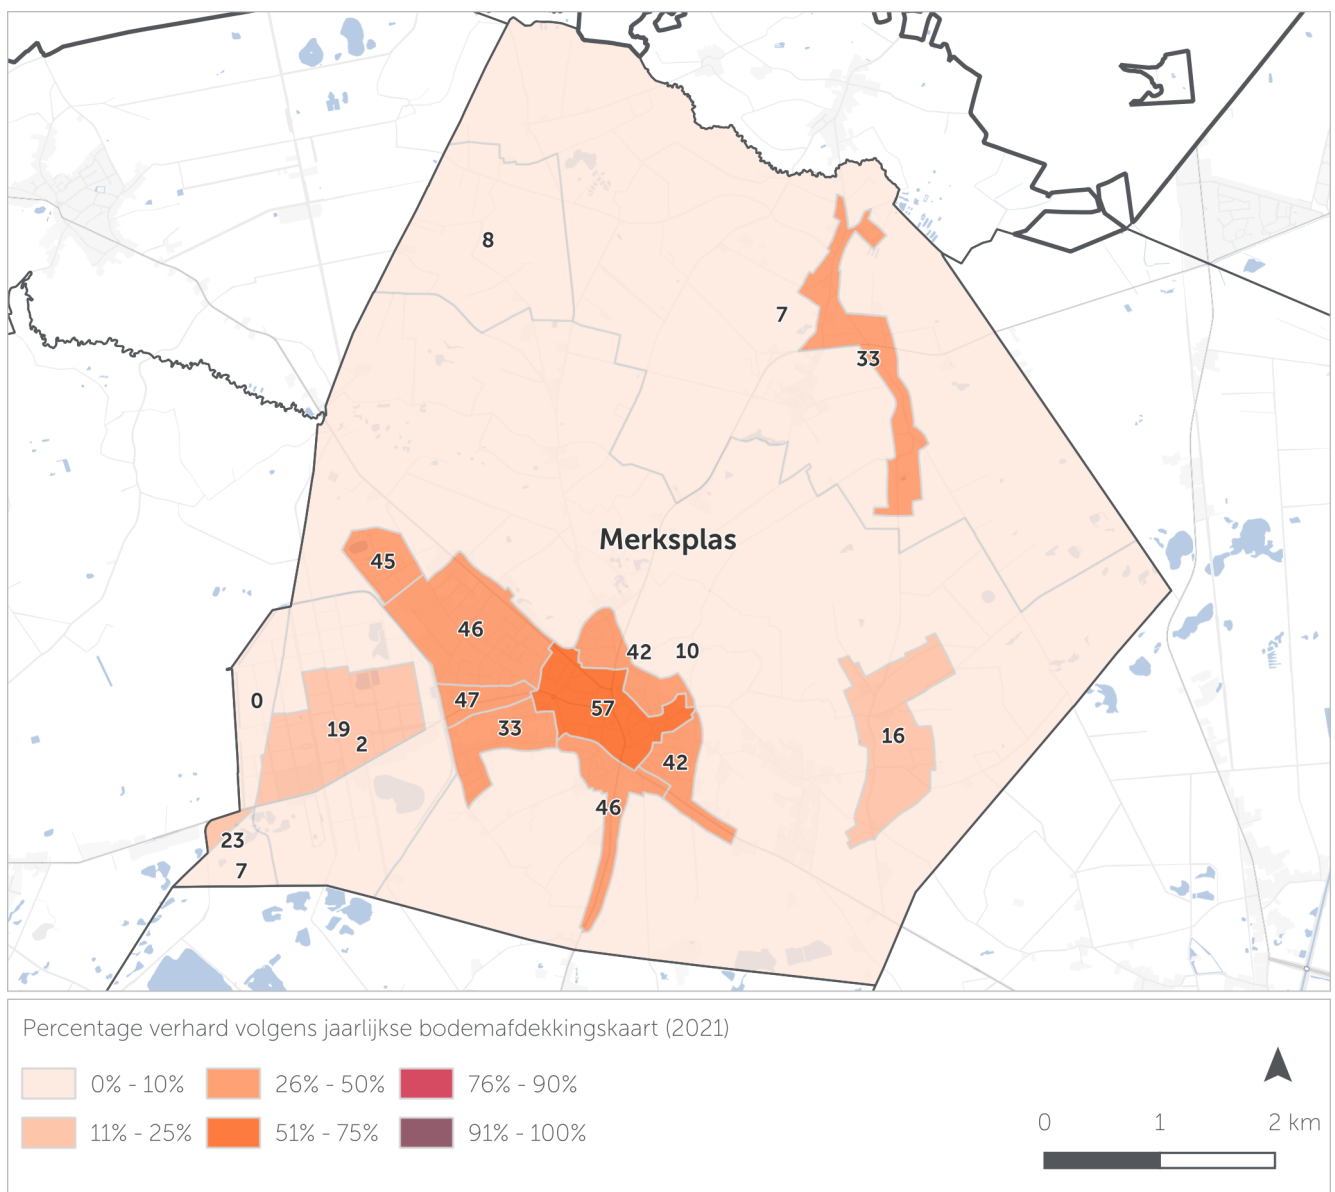 8
7
33
Merksplas
45
46
42
10
0
47
57
19
33
2
16
42
46
23
7
Percentage verhard volgens jaarlijkse bodemafdekkingskaart (2021)
0% - 10%
26% - 50%
76% - 90%
11% - 25%
51% - 75%
91% - 100%
0 1 2 km